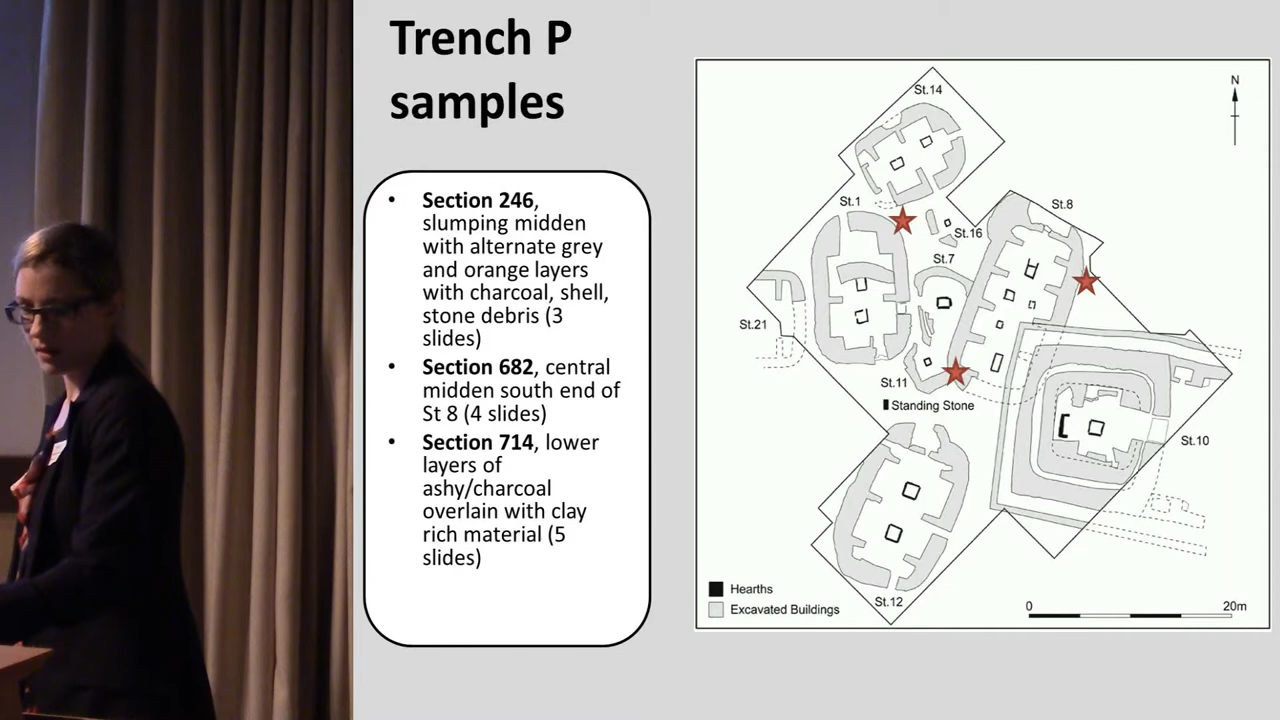 Trench P
samples
• Section 246,
slumping midden
with alternate grey
and orange layers
with charcoal, shell,
stone debris (3
slides)
• Section 682, central
midden south end of
St 8 (4 slides)
• Section 714, lower
layers of
ashy/charcoal
overlain with clay
rich material (5
slides)
St.14
N
St.1
St.8
St.16
St.7
St.21
St.11
Standing Stone
St.10
Hearths
Excavated Buildings
St.12
0 20m